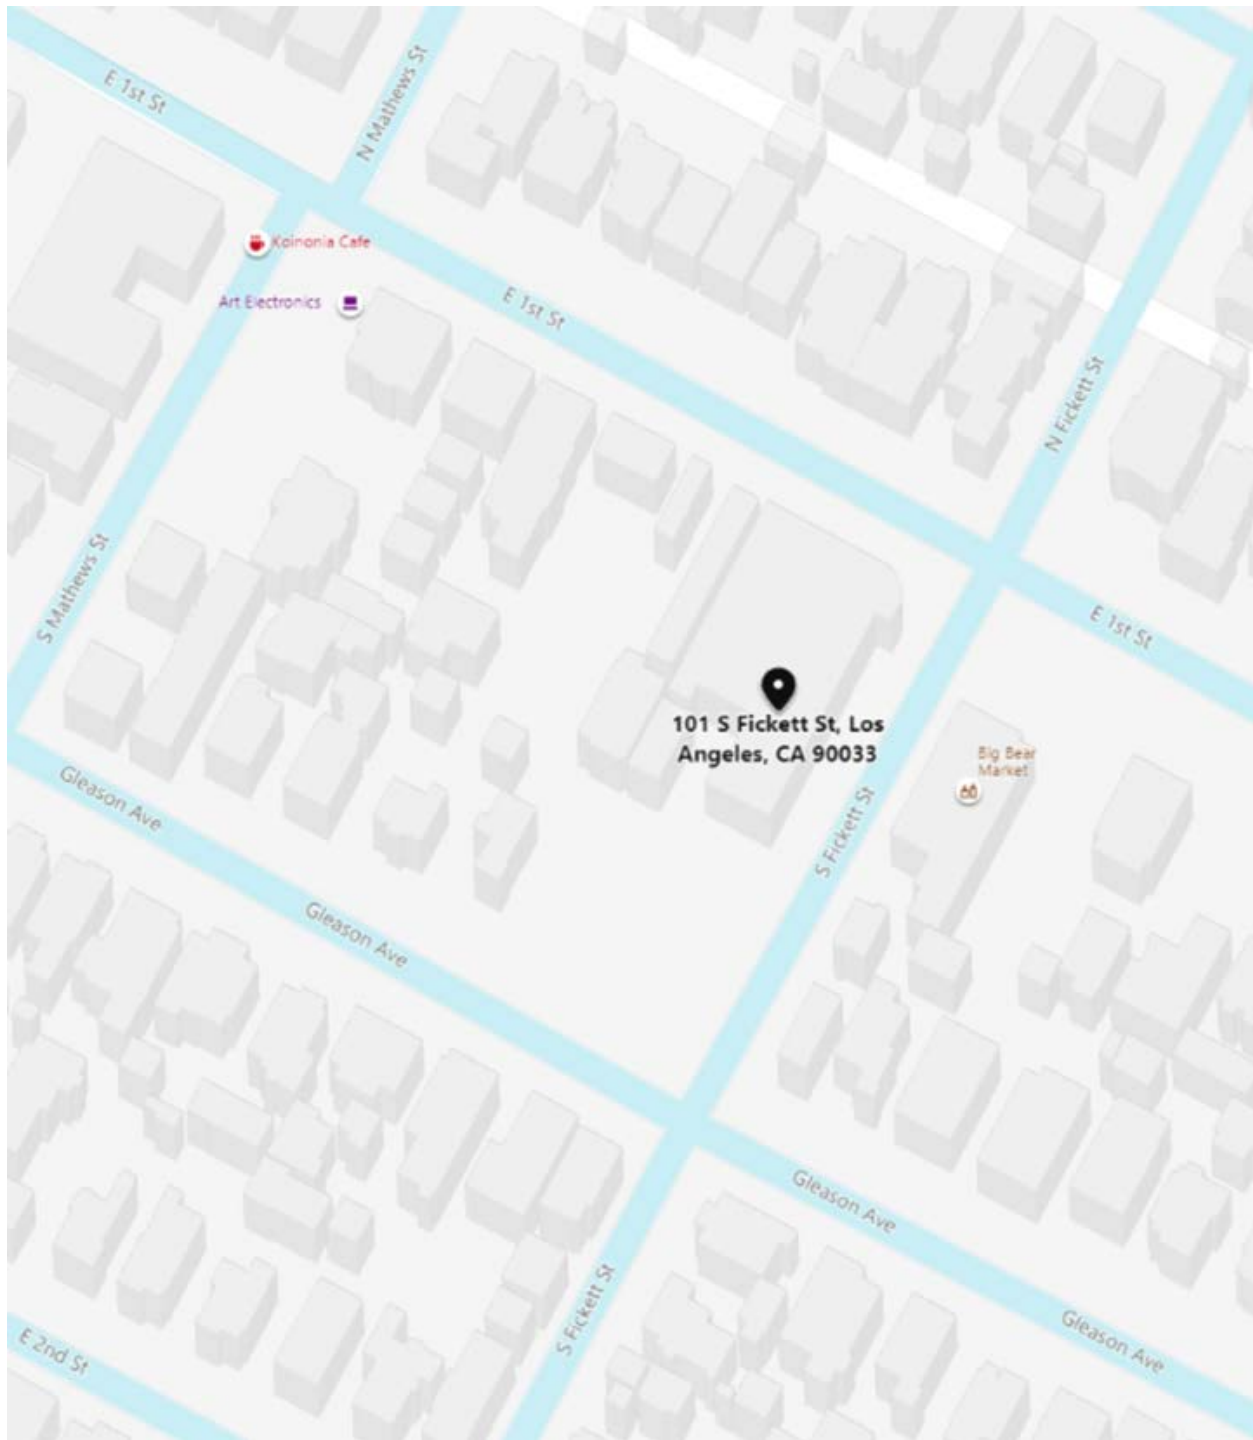 E 1st St
N Mathews St
Koinonia Cafe
Art Electronics
E 1st St
N Fickett St
S Mathews St
E 1st St
101 S Fickett St, Los
Angeles, CA 90033
Big Bear
Market
Gleason Ave
S Fickett St
Gleason Ave
Gleason Ave
S Fickett St
E 2nd St
Gleason Ave